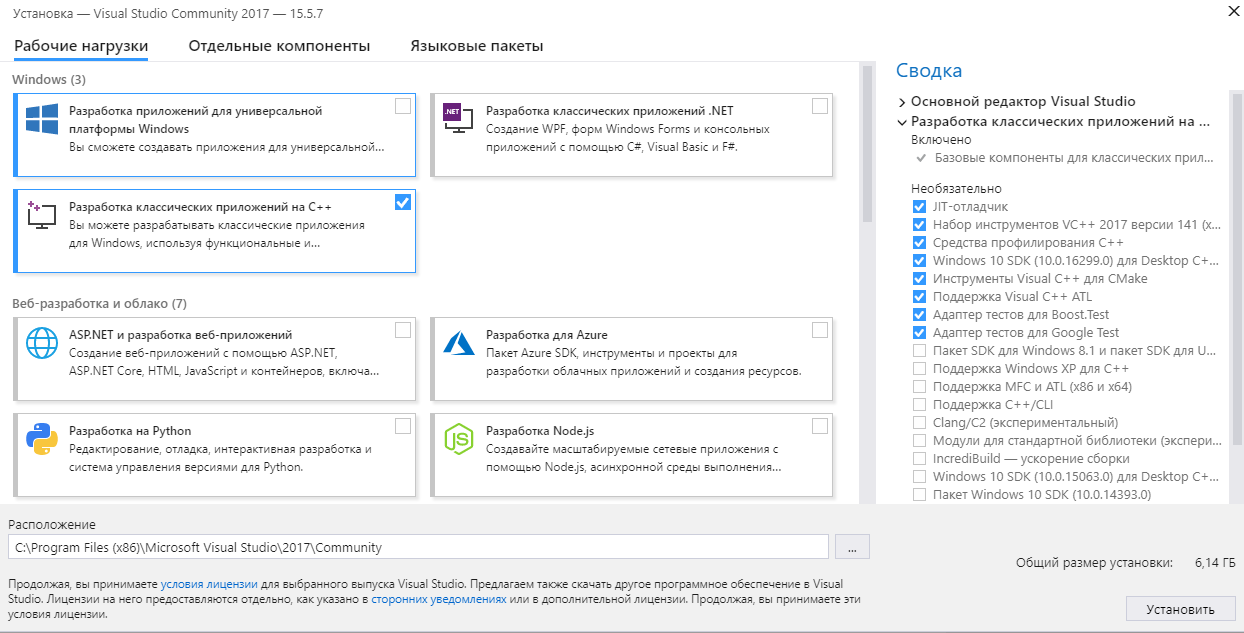 Установка — Visual Studio Community 2017 — 15.5.7
Рабочие нагрузки
Отдельные компоненты
Языковые пакеты
Windows (3)
Разработка приложений для универсальной
платформы Windows
Вы сможете создавать приложения для универсальной...
.NET
Разработка классических приложений .NET
Создание WPF, форм Windows Forms и консольных
приложений с помощью C#, Visual Basic и F#.
Разработка классических приложений на C++
Вы можете разрабатывать классические приложения
для Windows, используя функциональные и...
Веб-разработка и облако (7)
ASP.NET и разработка веб-приложений
Создание веб-приложений с помощью ASP.NET,
ASP.NET Core, HTML, JavaScript и контейнеров, включа...
Разработка для Azure
Пакет Azure SDK, инструменты и проекты для
разработки облачных приложений и создания ресурсов.
Разработка на Python
Редактирование, отладка, интерактивная разработка и
система управления версиями для Python.
JS
Разработка Node.js
Создавайте масштабируемые сетевые приложения с
помощью Node.js, асинхронной среды выполнения...
Сводка
Основной редактор Visual Studio
Разработка классических приложений на ...
Включено
Базовые компоненты для классических прил...
Необязательно
JIT-отладчик
Набор инструментов VC++ 2017 версии 141 (x...
Средства профилирования C++
Windows 10 SDK (10.0.16299.0) для Desktop C+...
Инструменты Visual C++ для CMake
Поддержка Visual C++ ATL
Адаптер тестов для Boost.Test
Адаптер тестов для Google Test
Пакет SDK для Windows 8.1 и пакет SDK для U...
Поддержка Windows XP для C++
Поддержка MFC и ATL (x86 и x64)
Поддержка C++/CLI
Clang/C2 (экспериментальный)
Модули для стандартной библиотеки (экспери...
IncrediBuild — ускорение сборки
Windows 10 SDK (10.0.15063.0) для Desktop C+...
Пакет Windows 10 SDK (10.0.14393.0)
Расположение
C:\Program Files (x86)\Microsoft Visual Studio\2017\Community
...
Продолжая, вы принимаете условия лицензии для выбранного выпуска Visual Studio. Предлагаем также скачать другое программное обеспечение в Visual
Studio. Лицензии на него предоставляются отдельно, как указано в сторонних уведомлениях или в дополнительной лицензии. Продолжая, вы принимаете эти
условия лицензии.
Общий размер установки: 6,14 ГБ
Установить